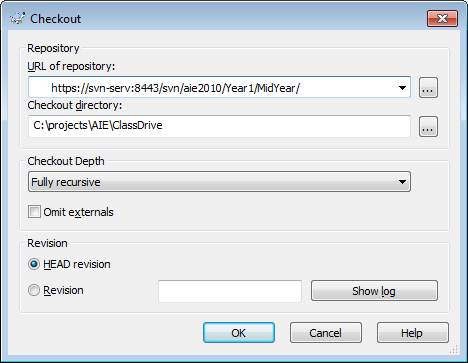 Checkout
Repository
URL of repository:
https://svn-serv:8443/svn/aie2010/Year1/MidYear/
...
Checkout directory:
C:\projects\AIE\ClassDrive
...
Checkout Depth
Fully recursive
Omit externals
Revision
HEAD revision
Revision
Show log
OK
Cancel
Help